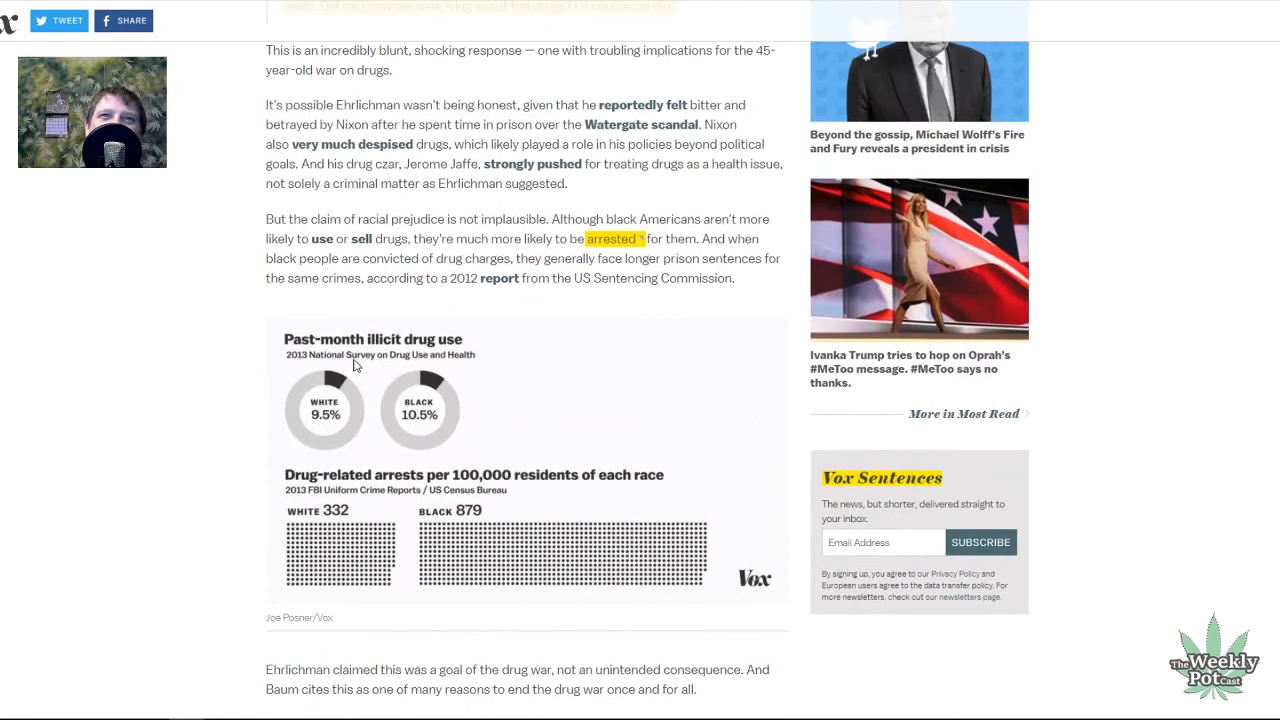 TWEET
SHARE
This is an incredibly blunt, shocking response — one with troubling implications for the 45-
year-old war on drugs.
It's possible Ehrlichman wasn't being honest, given that he reportedly felt bitter and
betrayed by Nixon after he spent time in prison over the Watergate scandal. Nixon
also very much despised drugs, which likely played a role in his policies beyond political
goals. And his drug czar, Jerome Jaffe, strongly pushed for treating drugs as a health issue,
not solely a criminal matter as Ehrlichman suggested.
But the claim of racial prejudice is not implausible. Although black Americans aren't more
likely to use or sell drugs, they're much more likely to be arrested for them. And when
black people are convicted of drug charges, they generally face longer prison sentences for
the same crimes, according to a 2012 report from the US Sentencing Commission.
Past-month illicit drug use
2013 National Survey on Drug Use and Health
WHITE
9.5%
BLACK
10.5%
Drug-related arrests per 100,000 residents of each race
2013 FBI Uniform Crime Reports / US Census Bureau
WHITE 332
BLACK 879
Vox
Joe Posner/Vox
Ehrlichman claimed this was a goal of the drug war, not an unintended consequence. And
Baum cites this as one of many reasons to end the drug war once and for all.
Beyond the gossip, Michael Wolff's Fire
and Fury reveals a president in crisis
Ivanka Trump tries to hop on Oprah's
#MeToo message. #MeToo says no
thanks.
More in Most Read
Vox Sentences
The news, but shorter, delivered straight to
your inbox.
Email Address
SUBSCRIBE
By signing up, you agree to our Privacy Policy and
European users agree to the data transfer policy. For
more newsletters, check out our newsletters page.
The Weekly
Potcast